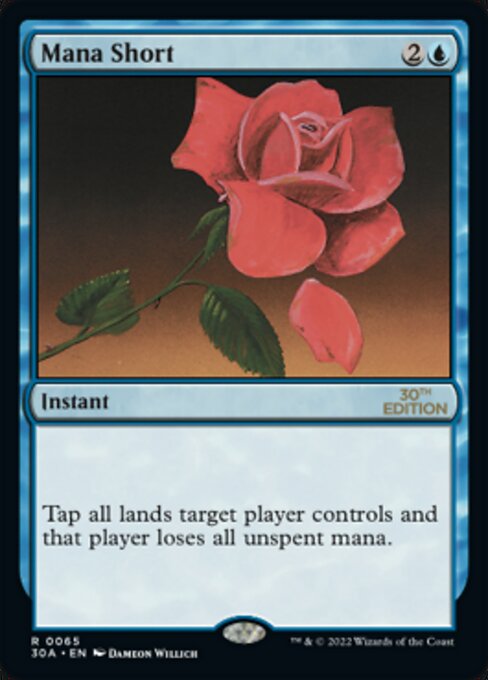 Mana Short 2
Instant
30TH
EDITION
Tap all lands target player controls and
that player loses all unspent mana.
R 0065
30A • EN Dameon Willich
™ & © 2022 Wizards of the Coast